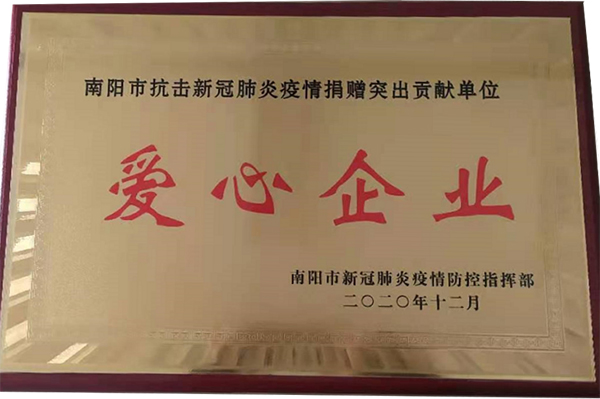 南阳市抗击新冠肺炎疫情捐赠突出贡献单位
爱心企业
南阳市新冠肺炎疫情防控指挥部
二〇二〇年十二月